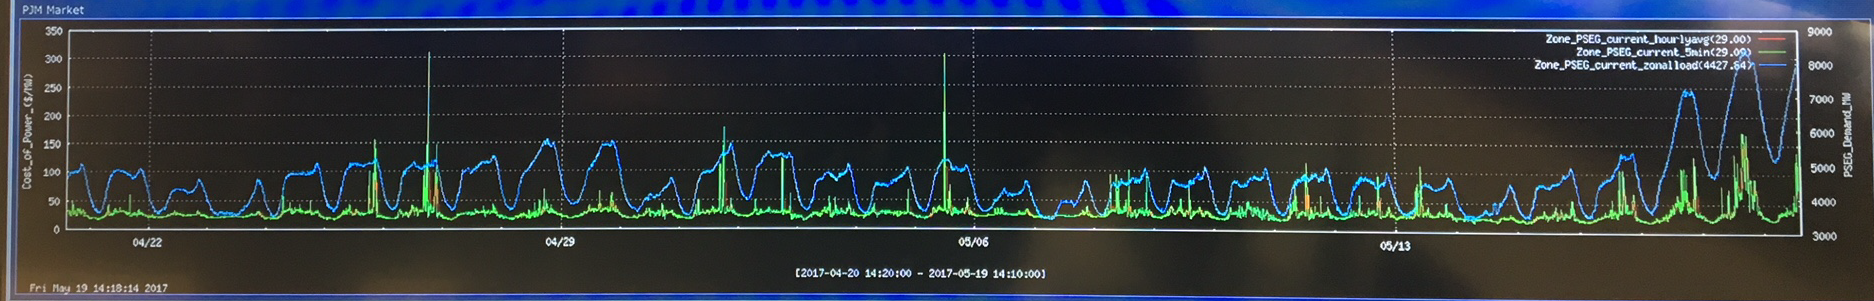 PJM Market
350
300
250
200
150
100
50
0
Cost_of_Power_($/MW)
9000
8000
7000
6000
5000
4000
3000
PSEG_Demand_MW
Zone_PSEG_current_hourlyavg(29.00)
Zone_PSEG_current_5min(29.09)
Zone_PSEG_current_zonalload(4427.64)
04/22
04/29
05/06
05/13
[2017-04-20 14:20:00 - 2017-05-19 14:10:00]
Fri May 19 14:18:14 2017